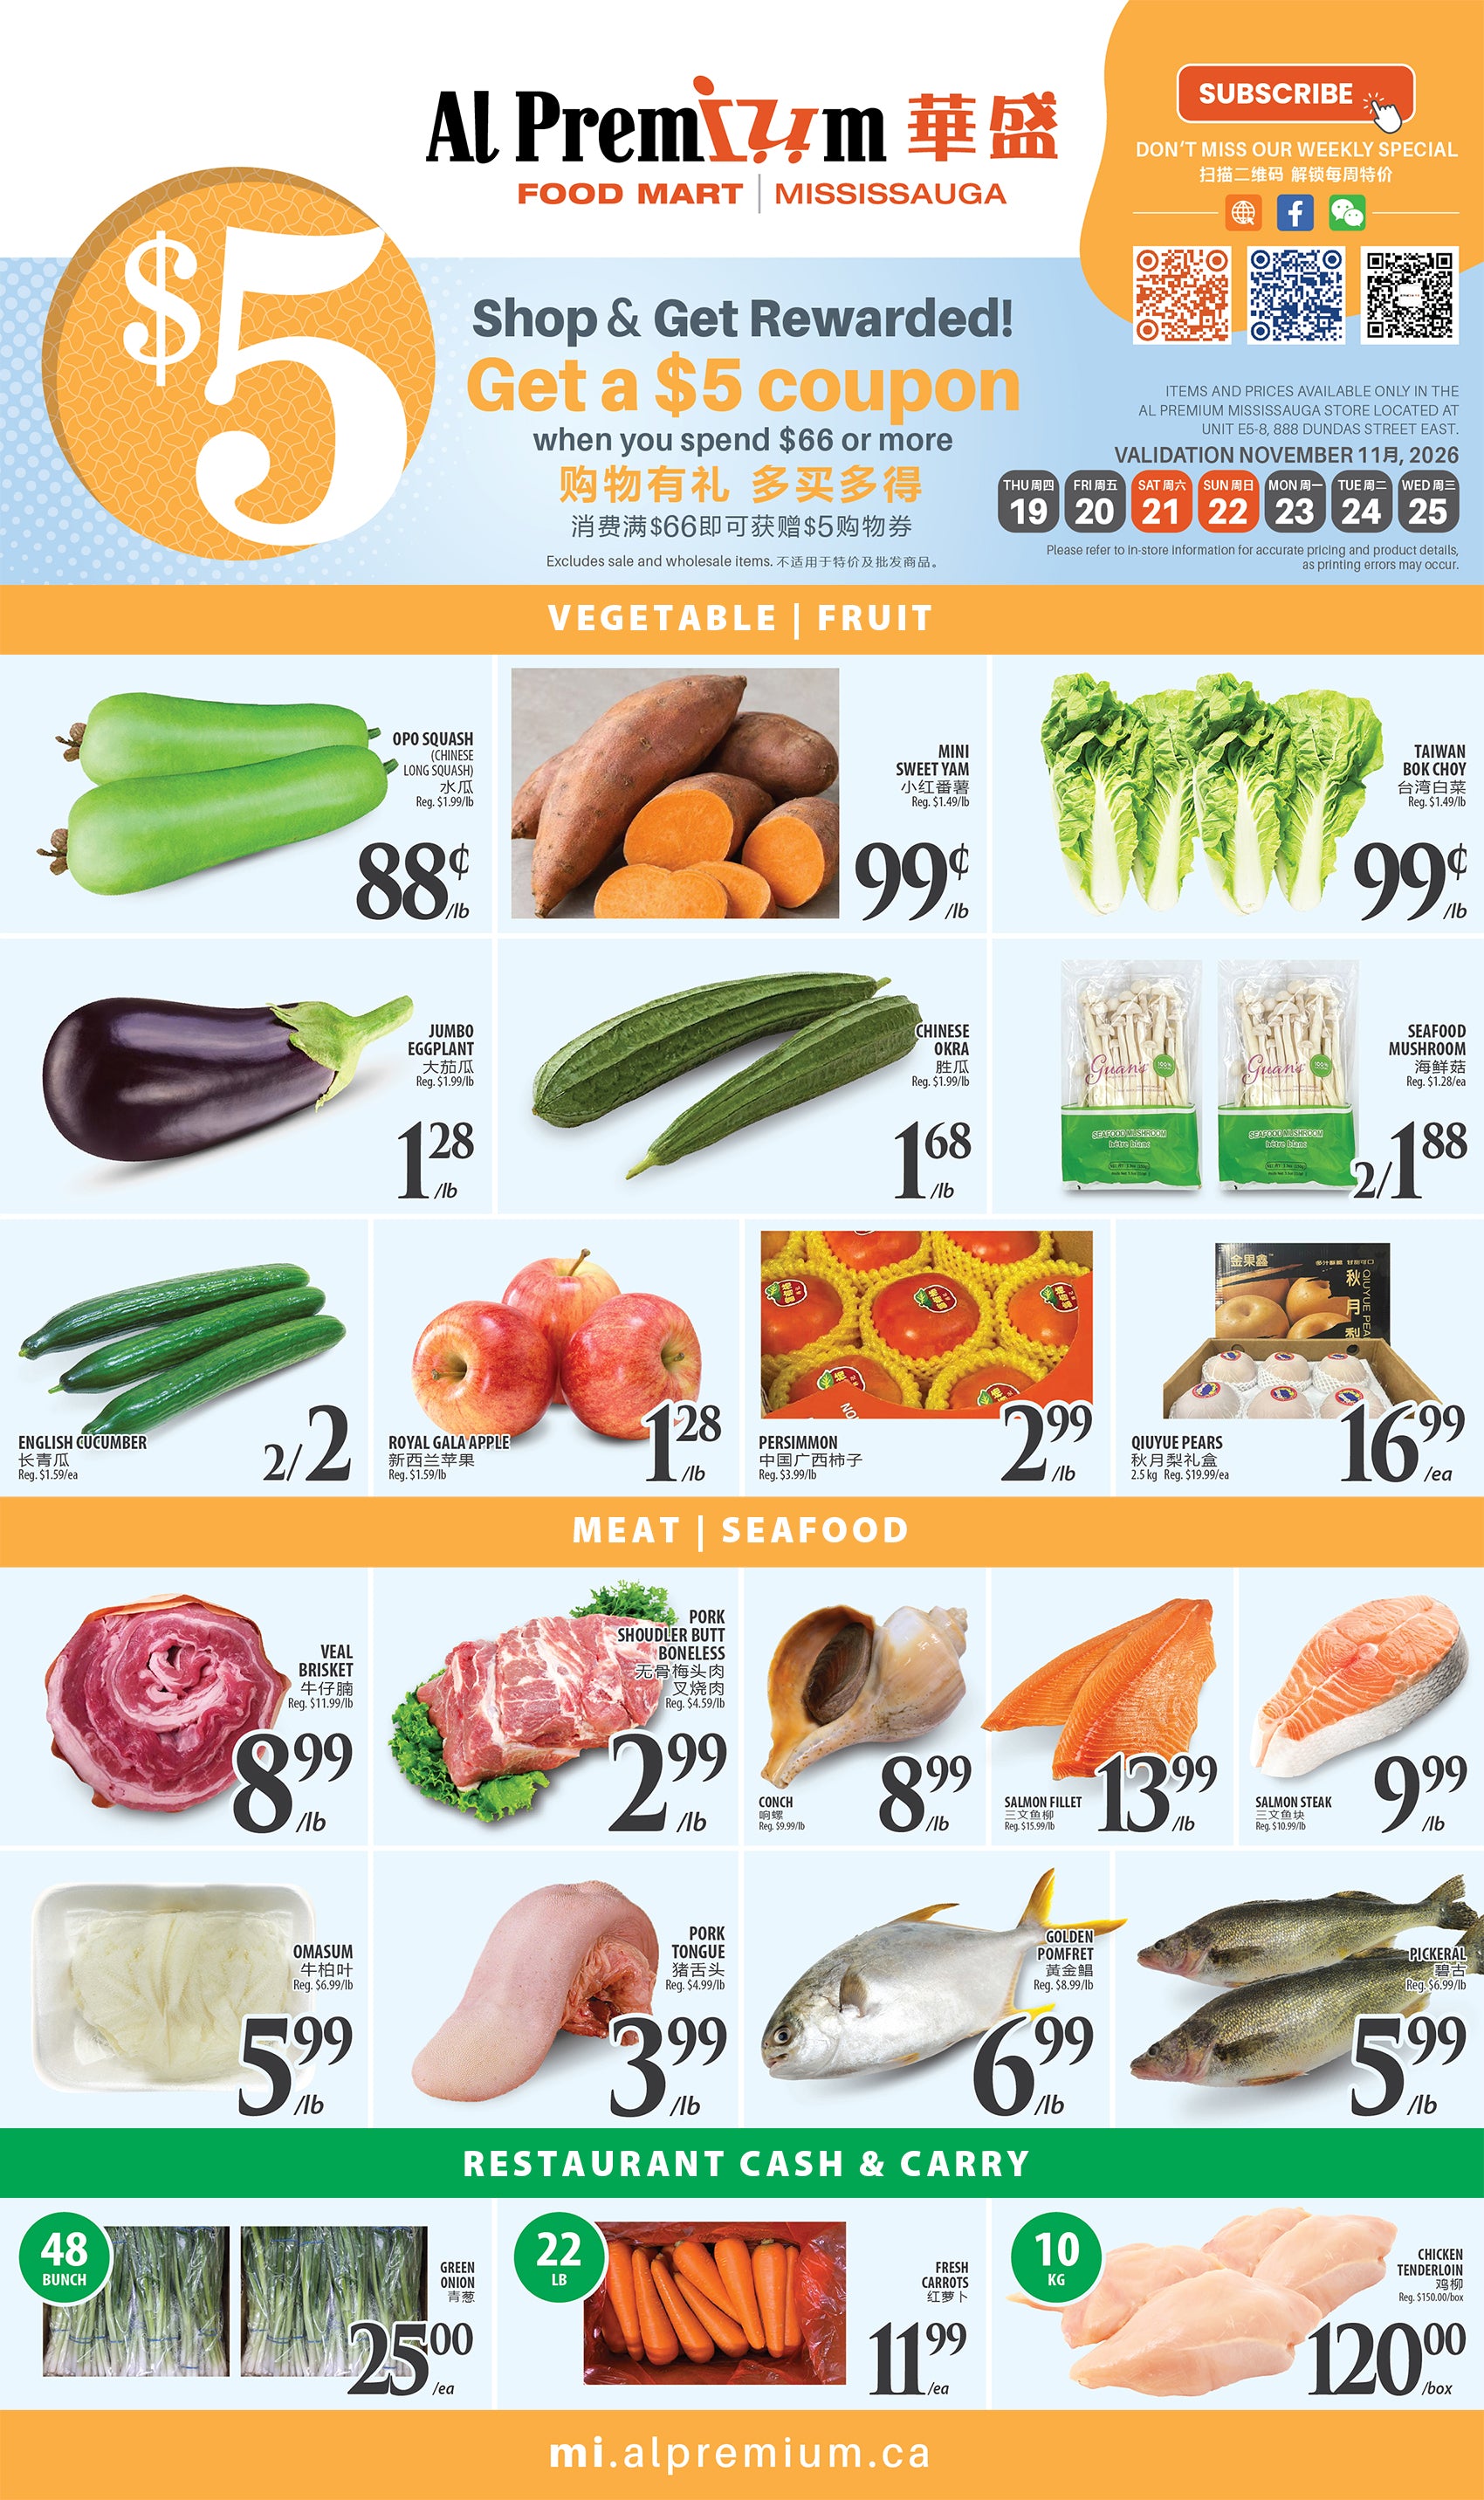 Al Premium 華盛
FOOD MART | MISSISSAUGA
SUBSCRIBE
DON'T MISS OUR WEEKLY SPECIAL
扫描二维码 解锁每周特价
$5
Shop & Get Rewarded!
Get a $5 coupon
when you spend $66 or more
购物有礼 多买多得
消费满$66即可获赠$5购物券
Excludes sale and wholesale items. 不适用于特价及批发商品。
ITEMS AND PRICES AVAILABLE ONLY IN THE
AL PREMIUM MISSISSAUGA STORE LOCATED AT
UNIT E5-8, 888 DUNDAS STREET EAST.
VALIDATION NOVEMBER 11月, 2026
THU 周四 FRI 周五 SAT 周六 SUN 周日 MON 周一 TUE 周二 WED 周三
19 20 21 22 23 24 25
Please refer to in-store information for accurate pricing and product details,
as printing errors may occur.
VEGETABLE | FRUIT
OPO SQUASH
(CHINESE
LONG SQUASH)
水瓜
Reg. $1.99/lb
88¢
/lb
MINI
SWEET YAM
小红番薯
Reg. $1.49/lb
99¢
/lb
TAIWAN
BOK CHOY
台湾白菜
Reg. $1.49/lb
99¢
/lb
JUMBO
EGGPLANT
大茄瓜
Reg. $1.99/lb
1 28
/lb
CHINESE
OKRA
胜瓜
Reg. $1.99/lb
1 68
/lb
Guan's
SEAFOOD MUSHROOM
Guan's
SEAFOOD MUSHROOM
SEAFOOD
MUSHROOM
海鲜菇
Reg. $1.28/ea
2/1 88
ENGLISH CUCUMBER
长青瓜
Reg. $1.59/ea
2/2
ROYAL GALA APPLE
新西兰苹果
Reg. $1.59/lb
1 28
/lb
PERSIMMON
中国广西柿子
Reg. $3.99/lb
2 99
/lb
金果鑫
秋月梨
QIUYUE PEARS
秋月梨礼盒
2.5 kg Reg. $19.99/ea
16 99
/ea
MEAT | SEAFOOD
VEAL
BRISKET
牛仔腩
Reg. $11.99/lb
8 99
/lb
PORK
SHOUDLER BUTT
BONELESS
无骨梅头肉
叉烧肉
Reg. $4.59/lb
2 99
/lb
CONCH
响螺
Reg. $9.99/lb
8 99
/lb
SALMON FILLET
三文鱼柳
Reg. $15.99/lb
13 99
/lb
SALMON STEAK
三文鱼块
Reg. $10.99/lb
9 99
/lb
OMASUM
牛柏叶
Reg. $6.99/lb
5 99
/lb
PORK
TONGUE
猪舌头
Reg. $4.99/lb
3 99
/lb
GOLDEN
POMFRET
黃金鲳
Reg. $8.99/lb
6 99
/lb
PICKERAL
碧古
Reg. $6.99/lb
5 99
/lb
RESTAURANT CASH & CARRY
48
BUNCH
GREEN
ONION
青葱
25 00
/ea
22
LB
FRESH
CARROTS
红萝卜
11 99
/ea
10
KG
CHICKEN
TENDERLOIN
鸡柳
Reg. $150.00/box
120 00
/box
mi.alpremium.ca